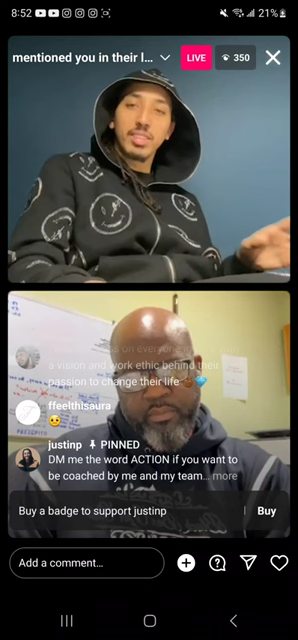 8:52
21%
mentioned you in their l...
LIVE
350
on everyone
a vision and work ethic behind their
passion to change their life
ffeelthisaura
justinp PINNED
DM me the word ACTION if you want
to be coached by me and my team... more
Buy a badge to support justinp
Buy
Add a comment...